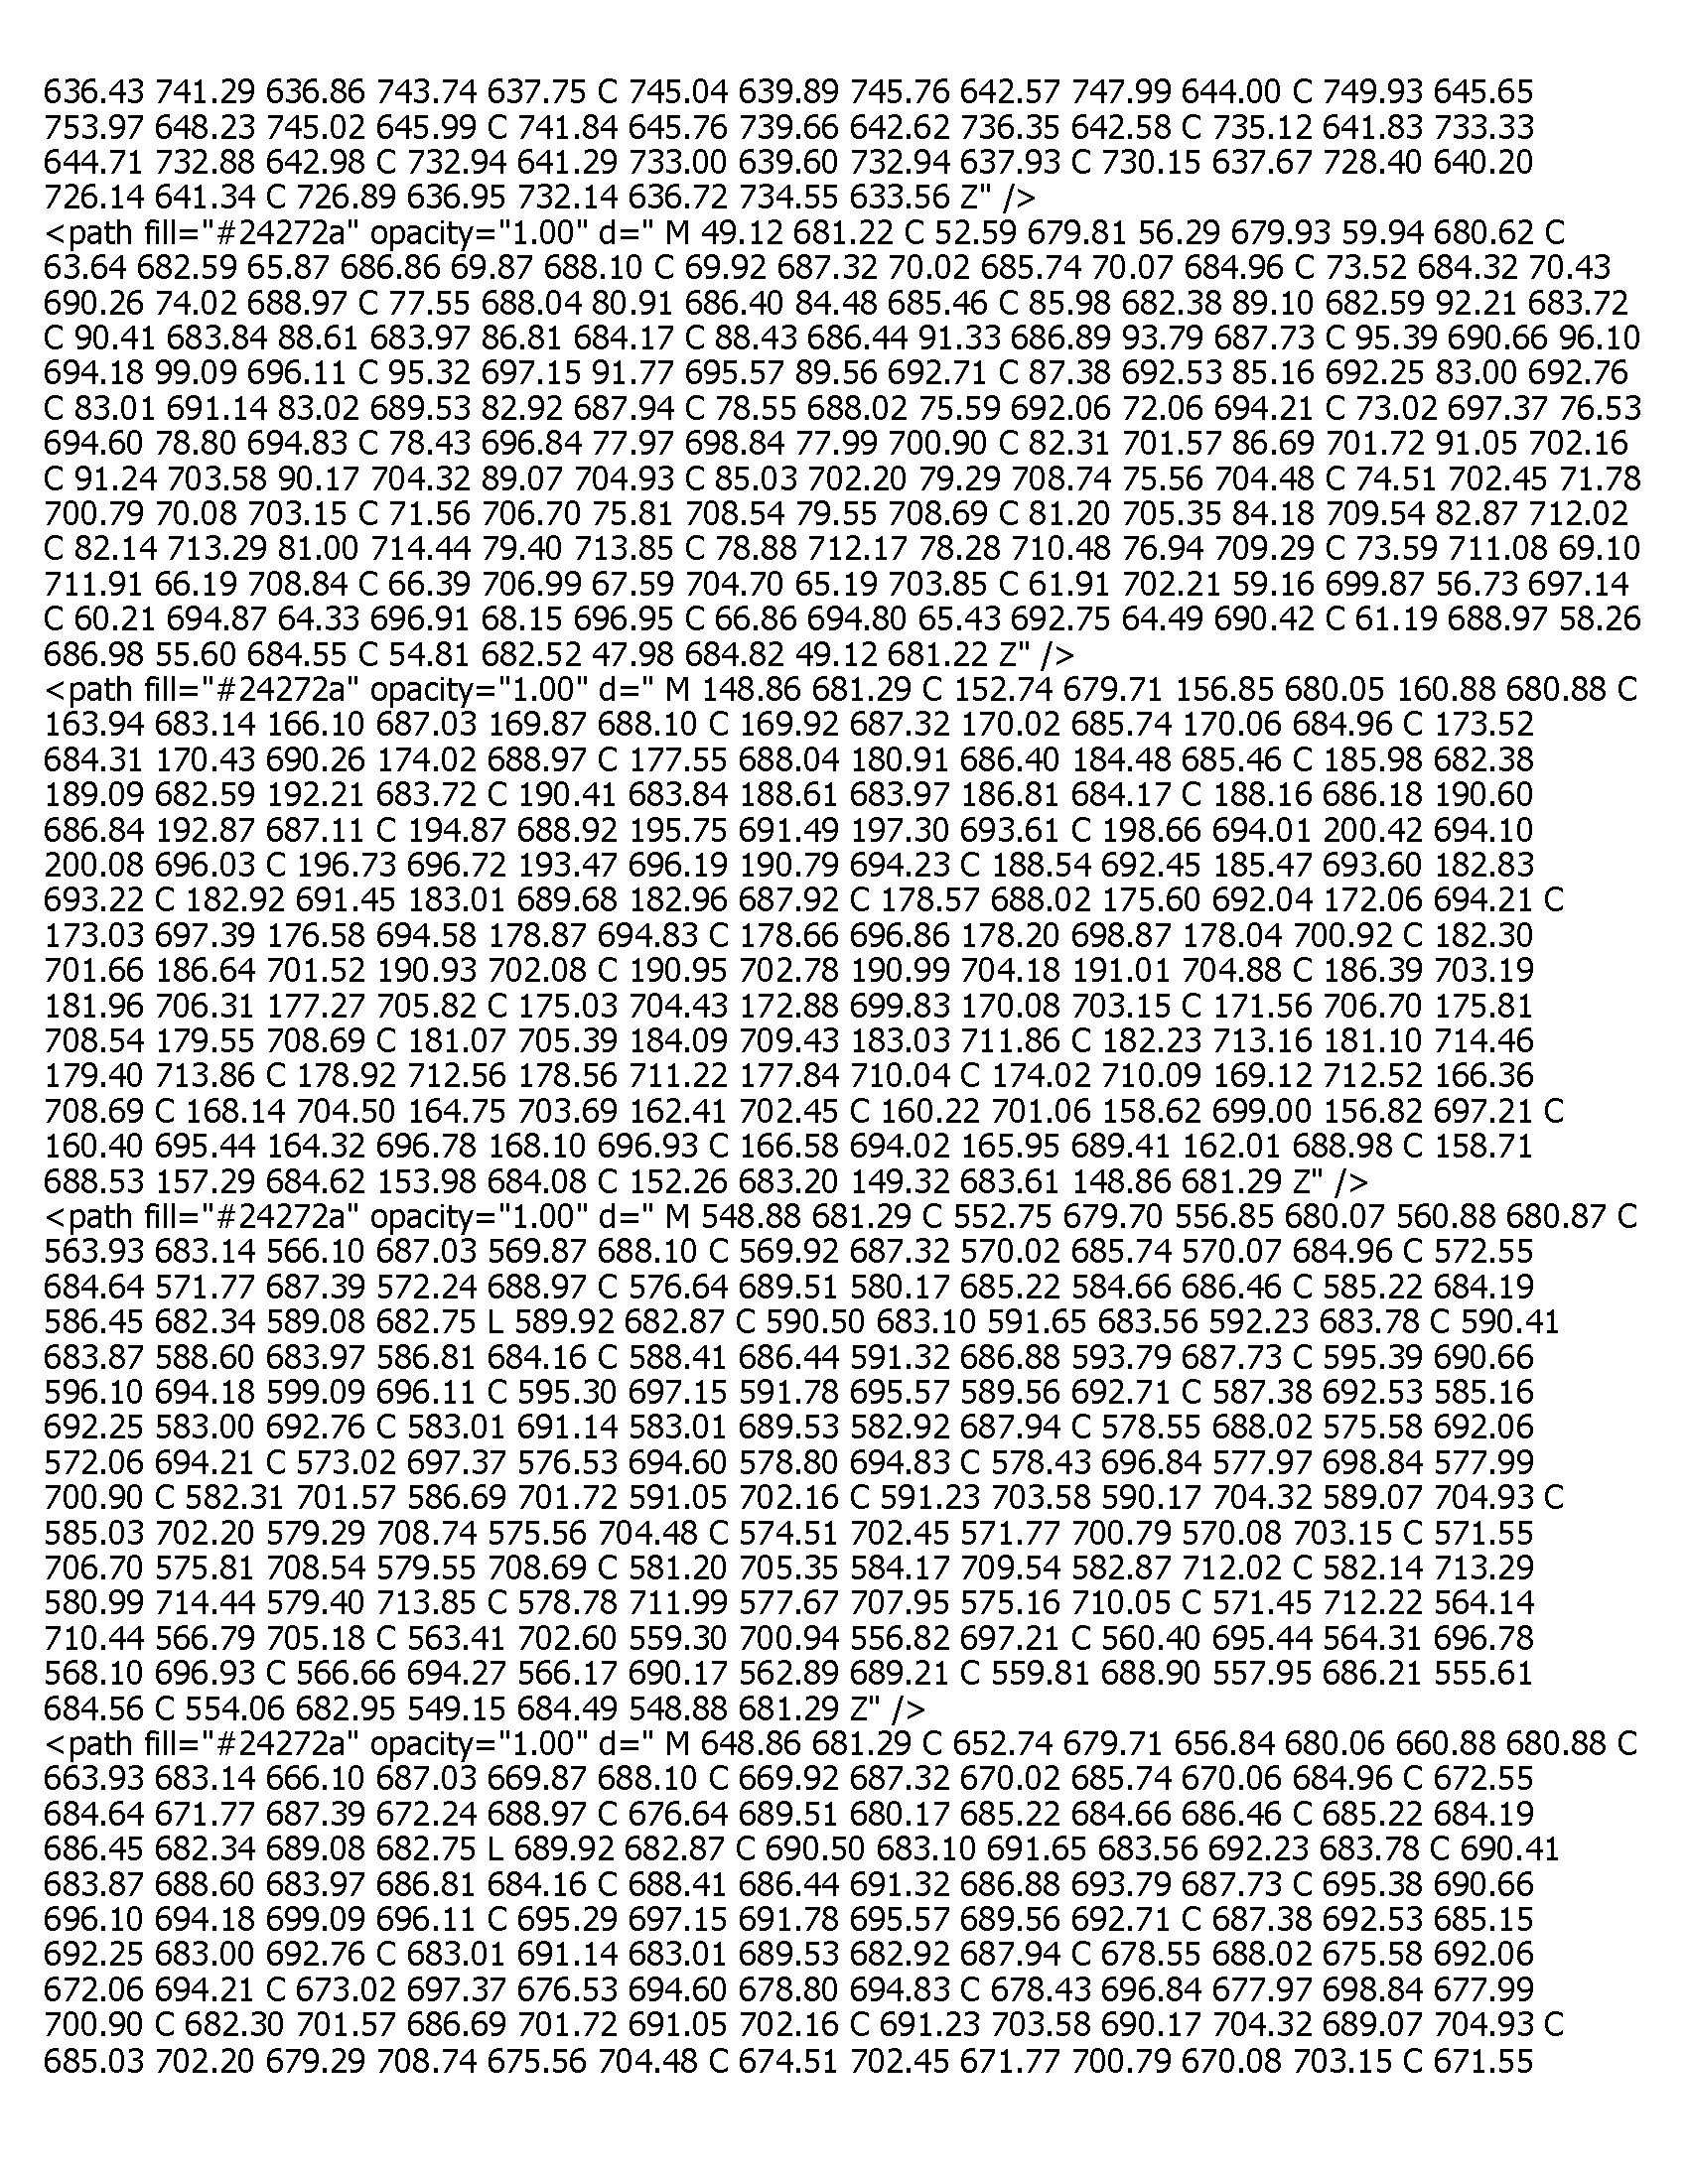 636.43 741.29 636.86 743.74 637.75 C 745.04 639.89 745.76 642.57 747.99 644.00 C 749.93 645.65
753.97 648.23 745.02 645.99 C 741.84 645.76 739.66 642.62 736.35 642.58 C 735.12 641.83 733.33
644.71 732.88 642.98 C 732.94 641.29 733.00 639.60 732.94 637.93 C 730.15 637.67 728.40 640.20
726.14 641.34 C 726.89 636.95 732.14 636.72 734.55 633.56 Z" />
<path fill="#24272a" opacity="1.00" d=" M 49.12 681.22 C 52.59 679.81 56.29 679.93 59.94 680.62 C
63.64 682.59 65.87 686.86 69.87 688.10 C 69.92 687.32 70.02 685.74 70.07 684.96 C 73.52 684.32 70.43
690.26 74.02 688.97 C 77.55 688.04 80.91 686.40 84.48 685.46 C 85.98 682.38 89.10 682.59 92.21 683.72
C 90.41 683.84 88.61 683.97 86.81 684.17 C 88.43 686.44 91.33 686.89 93.79 687.73 C 95.39 690.66 96.10
694.18 99.09 696.11 C 95.32 697.15 91.77 695.57 89.56 692.71 C 87.38 692.53 85.16 692.25 83.00 692.76
C 83.01 691.14 83.02 689.53 82.92 687.94 C 78.55 688.02 75.59 692.06 72.06 694.21 C 73.02 697.37 76.53
694.60 78.80 694.83 C 78.43 696.84 77.97 698.84 77.99 700.90 C 82.31 701.57 86.69 701.72 91.05 702.16
C 91.24 703.58 90.17 704.32 89.07 704.93 C 85.03 702.20 79.29 708.74 75.56 704.48 C 74.51 702.45 71.78
700.79 70.08 703.15 C 71.56 706.70 75.81 708.54 79.55 708.69 C 81.20 705.35 84.18 709.54 82.87 712.02
C 82.14 713.29 81.00 714.44 79.40 713.85 C 78.88 712.17 78.28 710.48 76.94 709.29 C 73.59 711.08 69.10
711.91 66.19 708.84 C 66.39 706.99 67.59 704.70 65.19 703.85 C 61.91 702.21 59.16 699.87 56.73 697.14
C 60.21 694.87 64.33 696.91 68.15 696.95 C 66.86 694.80 65.43 692.75 64.49 690.42 C 61.19 688.97 58.26
686.98 55.60 684.55 C 54.81 682.52 47.98 684.82 49.12 681.22 Z" />
<path fill="#24272a" opacity="1.00" d=" M 148.86 681.29 C 152.74 679.71 156.85 680.05 160.88 680.88 C
163.94 683.14 166.10 687.03 169.87 688.10 C 169.92 687.32 170.02 685.74 170.06 684.96 C 173.52
684.31 170.43 690.26 174.02 688.97 C 177.55 688.04 180.91 686.40 184.48 685.46 C 185.98 682.38
189.09 682.59 192.21 683.72 C 190.41 683.84 188.61 683.97 186.81 684.17 C 188.16 686.18 190.60
686.84 192.87 687.11 C 194.87 688.92 195.75 691.49 197.30 693.61 C 198.66 694.01 200.42 694.10
200.08 696.03 C 196.73 696.72 193.47 696.19 190.79 694.23 C 188.54 692.45 185.47 693.60 182.83
693.22 C 182.92 691.45 183.01 689.68 182.96 687.92 C 178.57 688.02 175.60 692.04 172.06 694.21 C
173.03 697.39 176.58 694.58 178.87 694.83 C 178.66 696.86 178.20 698.87 178.04 700.92 C 182.30
701.66 186.64 701.52 190.93 702.08 C 190.95 702.78 190.99 704.18 191.01 704.88 C 186.39 703.19
181.96 706.31 177.27 705.82 C 175.03 704.43 172.88 699.83 170.08 703.15 C 171.56 706.70 175.81
708.54 179.55 708.69 C 181.07 705.39 184.09 709.43 183.03 711.86 C 182.23 713.16 181.10 714.46
179.40 713.86 C 178.92 712.56 178.56 711.22 177.84 710.04 C 174.02 710.09 169.12 712.52 166.36
708.69 C 168.14 704.50 164.75 703.69 162.41 702.45 C 160.22 701.06 158.62 699.00 156.82 697.21 C
160.40 695.44 164.32 696.78 168.10 696.93 C 166.58 694.02 165.95 689.41 162.01 688.98 C 158.71
688.53 157.29 684.62 153.98 684.08 C 152.26 683.20 149.32 683.61 148.86 681.29 Z" />
<path fill="#24272a" opacity="1.00" d=" M 548.88 681.29 C 552.75 679.70 556.85 680.07 560.88 680.87 C
563.93 683.14 566.10 687.03 569.87 688.10 C 569.92 687.32 570.02 685.74 570.07 684.96 C 572.55
684.64 571.77 687.39 572.24 688.97 C 576.64 689.51 580.17 685.22 584.66 686.46 C 585.22 684.19
586.45 682.34 589.08 682.75 L 589.92 682.87 C 590.50 683.10 591.65 683.56 592.23 683.78 C 590.41
683.87 588.60 683.97 586.81 684.16 C 588.41 686.44 591.32 686.88 593.79 687.73 C 595.39 690.66
596.10 694.18 599.09 696.11 C 595.30 697.15 591.78 695.57 589.56 692.71 C 587.38 692.53 585.16
692.25 583.00 692.76 C 583.01 691.14 583.01 689.53 582.92 687.94 C 578.55 688.02 575.58 692.06
572.06 694.21 C 573.02 697.37 576.53 694.60 578.80 694.83 C 578.43 696.84 577.97 698.84 577.99
700.90 C 582.31 701.57 586.69 701.72 591.05 702.16 C 591.23 703.58 590.17 704.32 589.07 704.93 C
585.03 702.20 579.29 708.74 575.56 704.48 C 574.51 702.45 571.77 700.79 570.08 703.15 C 571.55
706.70 575.81 708.54 579.55 708.69 C 581.20 705.35 584.17 709.54 582.87 712.02 C 582.14 713.29
580.99 714.44 579.40 713.85 C 578.78 711.99 577.67 707.95 575.16 710.05 C 571.45 712.22 564.14
710.44 566.79 705.18 C 563.41 702.60 559.30 700.94 556.82 697.21 C 560.40 695.44 564.31 696.78
568.10 696.93 C 566.66 694.27 566.17 690.17 562.89 689.21 C 559.81 688.90 557.95 686.21 555.61
684.56 C 554.06 682.95 549.15 684.49 548.88 681.29 Z" />
<path fill="#24272a" opacity="1.00" d=" M 648.86 681.29 C 652.74 679.71 656.84 680.06 660.88 680.88 C
663.93 683.14 666.10 687.03 669.87 688.10 C 669.92 687.32 670.02 685.74 670.06 684.96 C 672.55
684.64 671.77 687.39 672.24 688.97 C 676.64 689.51 680.17 685.22 684.66 686.46 C 685.22 684.19
686.45 682.34 689.08 682.75 L 689.92 682.87 C 690.50 683.10 691.65 683.56 692.23 683.78 C 690.41
683.87 688.60 683.97 686.81 684.16 C 688.41 686.44 691.32 686.88 693.79 687.73 C 695.38 690.66
696.10 694.18 699.09 696.11 C 695.29 697.15 691.78 695.57 689.56 692.71 C 687.38 692.53 685.15
692.25 683.00 692.76 C 683.01 691.14 683.01 689.53 682.92 687.94 C 678.55 688.02 675.58 692.06
672.06 694.21 C 673.02 697.37 676.53 694.60 678.80 694.83 C 678.43 696.84 677.97 698.84 677.99
700.90 C 682.30 701.57 686.69 701.72 691.05 702.16 C 691.23 703.58 690.17 704.32 689.07 704.93 C
685.03 702.20 679.29 708.74 675.56 704.48 C 674.51 702.45 671.77 700.79 670.08 703.15 C 671.55